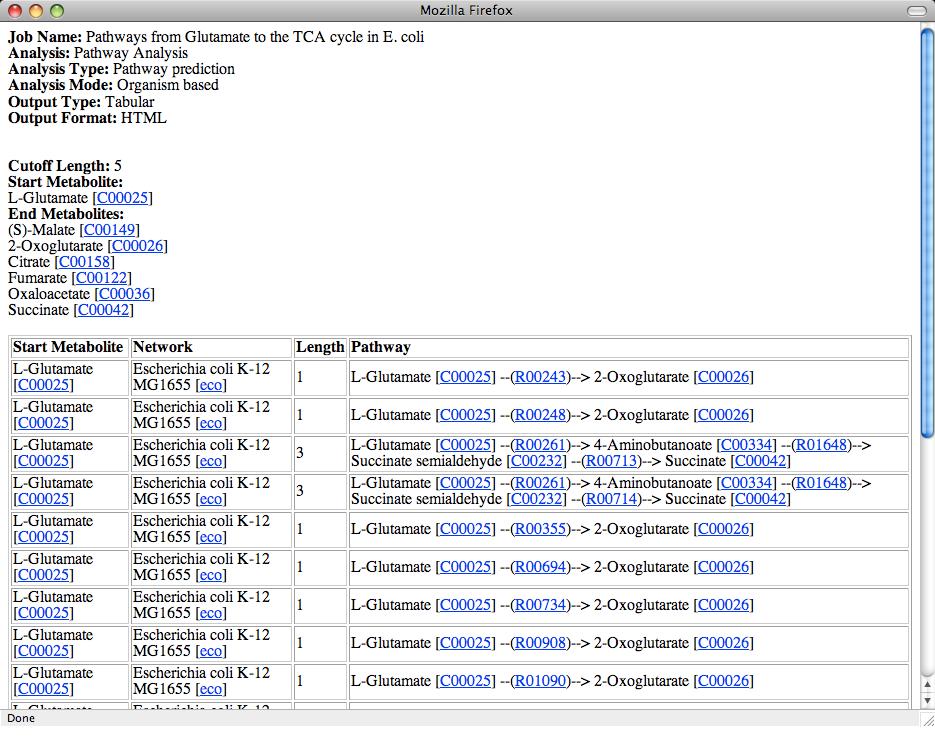 Mozilla Firefox
Job Name: Pathways from Glutamate to the TCA cycle in E. coli
Analysis: Pathway Analysis
Analysis Type: Pathway prediction
Analysis Mode: Organism based
Output Type: Tabular
Output Format: HTML
Cutoff Length: 5
Start Metabolite:
L-Glutamate [C00025]
End Metabolites:
(S)-Malate [C00149]
2-Oxoglutarate [C00026]
Citrate [C00158]
Fumarate [C00122]
Oxaloacetate [C00036]
Succinate [C00042]
Start Metabolite Network Length Pathway
L-Glutamate Escherichia coli K-12
[C00025] MG1655 [eco] 1 L-Glutamate [C00025] --(R00243)--> 2-Oxoglutarate [C00026]
L-Glutamate Escherichia coli K-12
[C00025] MG1655 [eco] 1 L-Glutamate [C00025] --(R00248)--> 2-Oxoglutarate [C00026]
L-Glutamate Escherichia coli K-12 3 L-Glutamate [C00025] --(R00261)--> 4-Aminobutanoate [C00334] --(R01648)-->
[C00025] MG1655 [eco] Succinate semialdehyde [C00232] --(R00713)--> Succinate [C00042]
L-Glutamate Escherichia coli K-12 3 L-Glutamate [C00025] --(R00261)--> 4-Aminobutanoate [C00334] --(R01648)-->
[C00025] MG1655 [eco] Succinate semialdehyde [C00232] --(R00714)--> Succinate [C00042]
L-Glutamate Escherichia coli K-12
[C00025] MG1655 [eco] 1 L-Glutamate [C00025] --(R00355)--> 2-Oxoglutarate [C00026]
L-Glutamate Escherichia coli K-12
[C00025] MG1655 [eco] 1 L-Glutamate [C00025] --(R00694)--> 2-Oxoglutarate [C00026]
L-Glutamate Escherichia coli K-12
[C00025] MG1655 [eco] 1 L-Glutamate [C00025] --(R00734)--> 2-Oxoglutarate [C00026]
L-Glutamate Escherichia coli K-12
[C00025] MG1655 [eco] 1 L-Glutamate [C00025] --(R00908)--> 2-Oxoglutarate [C00026]
L-Glutamate Escherichia coli K-12
[C00025] MG1655 [eco] 1 L-Glutamate [C00025] --(R01090)--> 2-Oxoglutarate [C00026]
Done